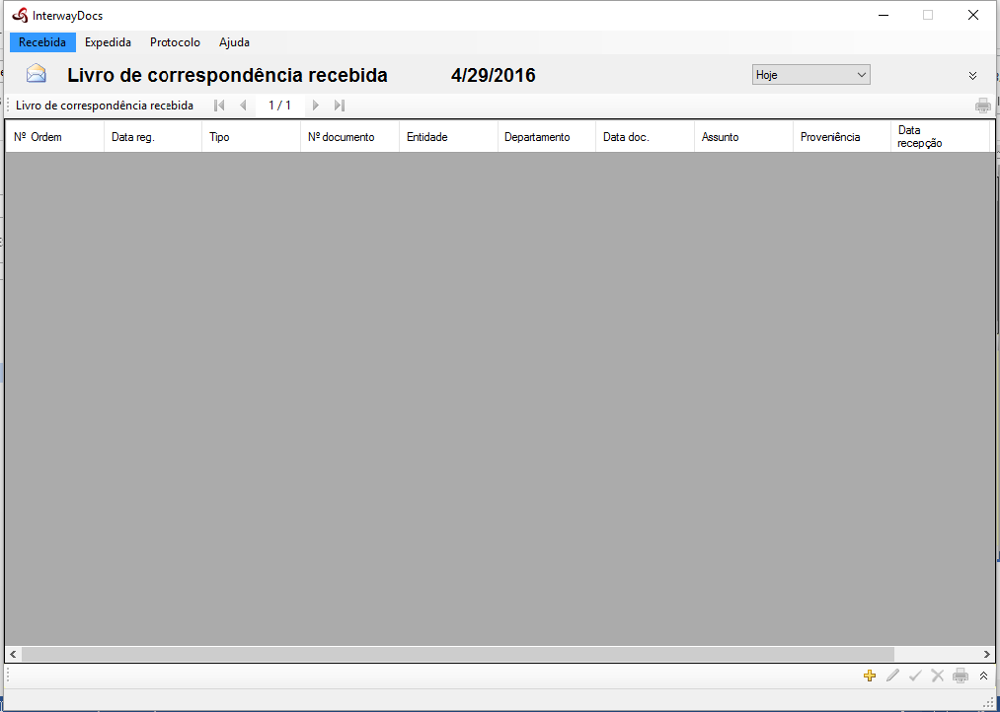 InterwayDocs
Recebida Expedida Protocolo Ajuda
Livro de correspondência recebida 4/29/2016 Hoje
Livro de correspondência recebida 1 / 1
Nº Ordem Data reg. Tipo Nº documento Entidade Departamento Data doc. Assunto Proveniência Data
recepção